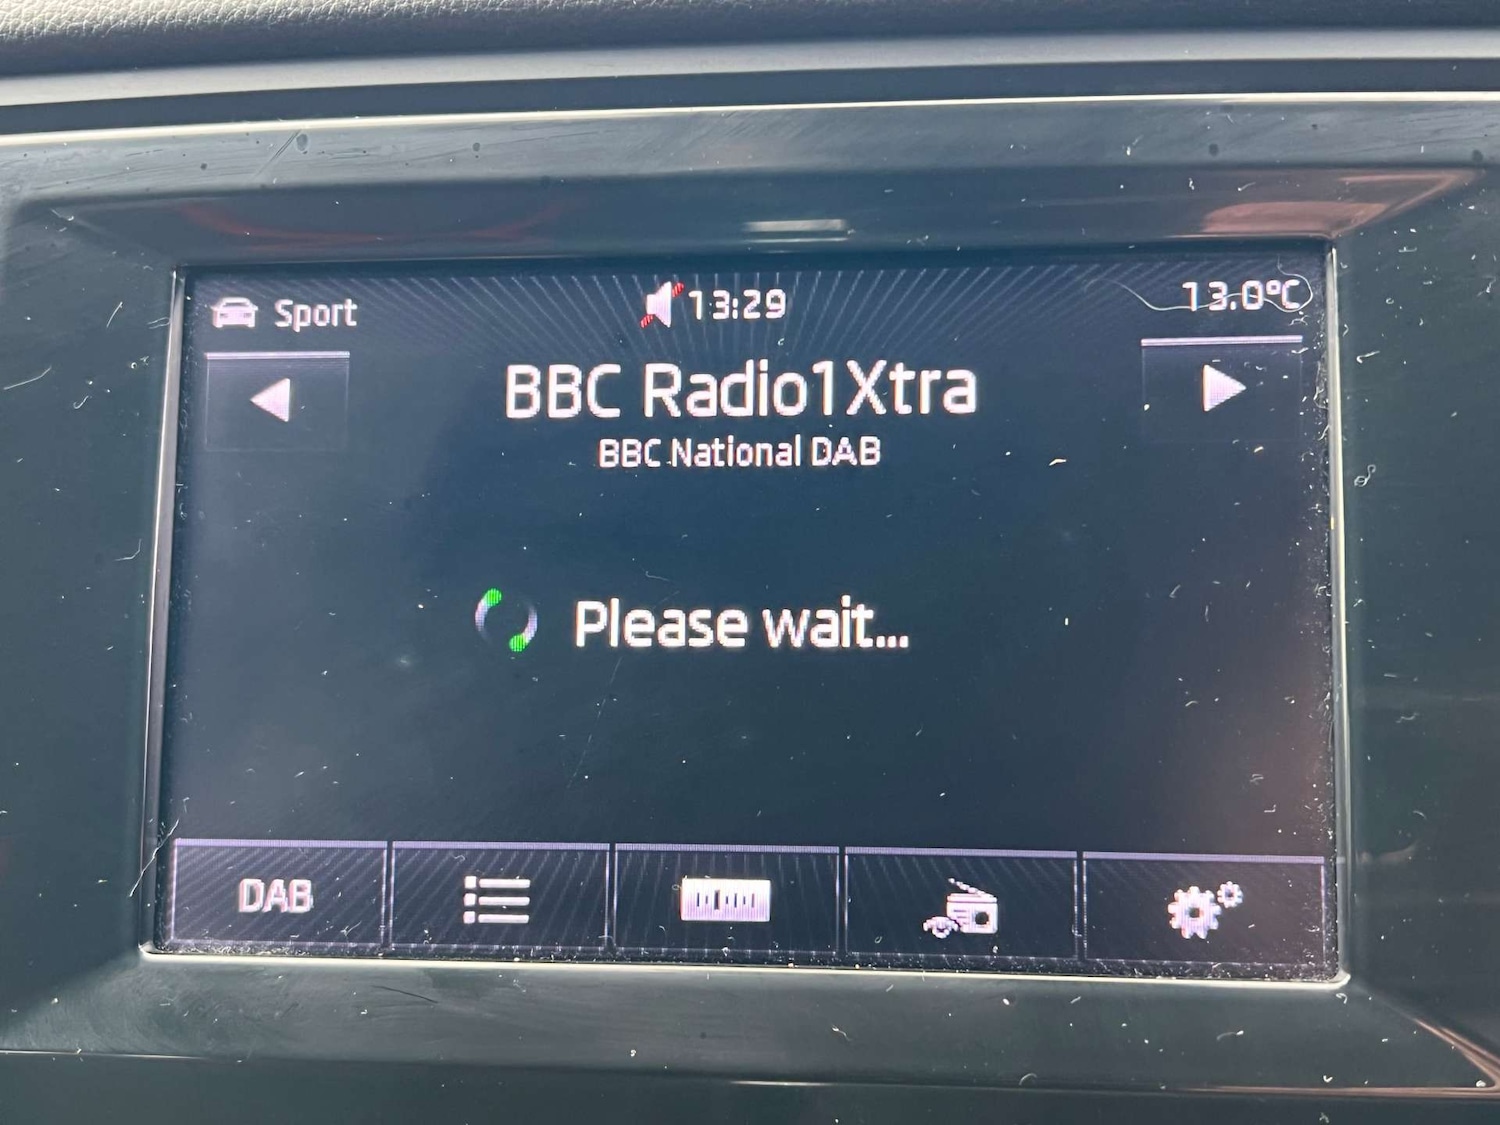 Sport
13:29
13.0°C
BBC Radio1Xtra
BBC National DAB
Please wait...
DAB